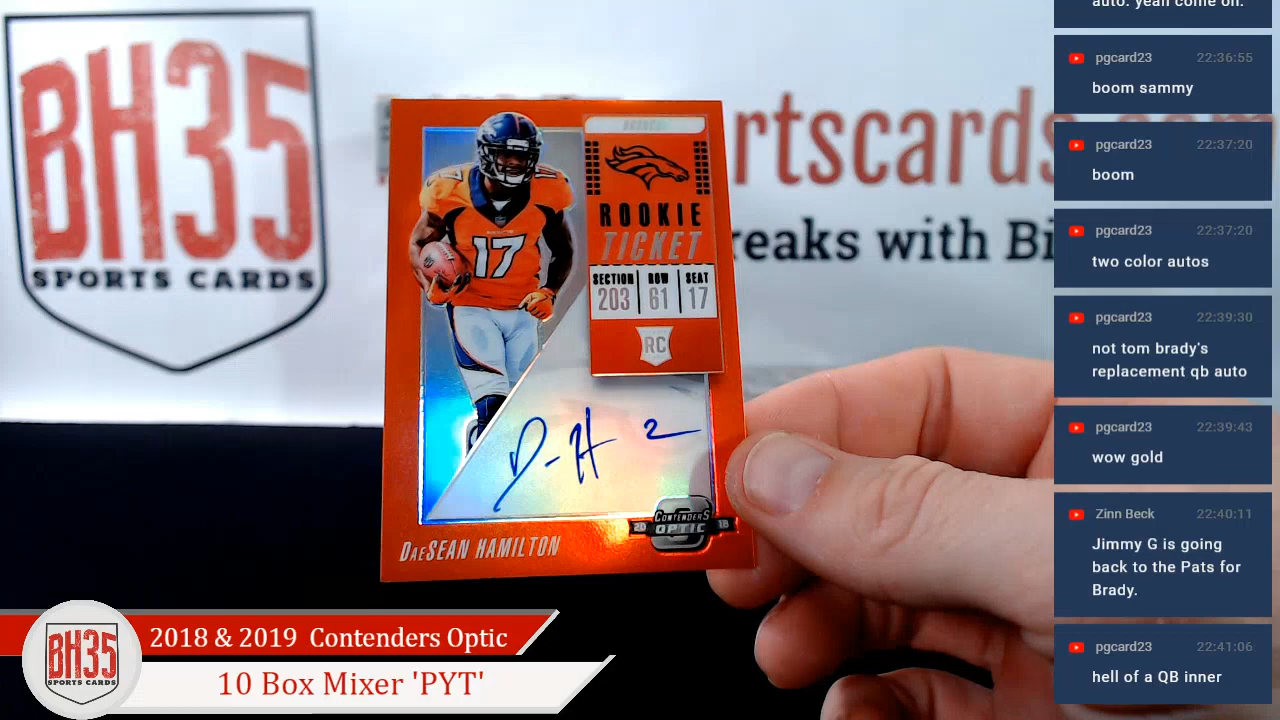 BH35
SPORTS CARDS
rtscards.com
reaks with Bi
BRONCOS
ROOKIE
TICKET
SECTION ROW SEAT
203 61 17
RC
17
17
D-H 2
CONTENDERS
20 OPTIC 18
DAESEAN HAMILTON
BH35
SPORTS CARDS
2018 & 2019 Contenders Optic
10 Box Mixer 'PYT'
auto. yeah come on.
pgcard23 22:36:55
boom sammy
pgcard23 22:37:20
boom
pgcard23 22:37:20
two color autos
pgcard23 22:39:30
not tom brady's
replacement qb auto
pgcard23 22:39:43
wow gold
Zinn Beck 22:40:11
Jimmy G is going
back to the Pats for
Brady.
pgcard23 22:41:06
hell of a QB inner